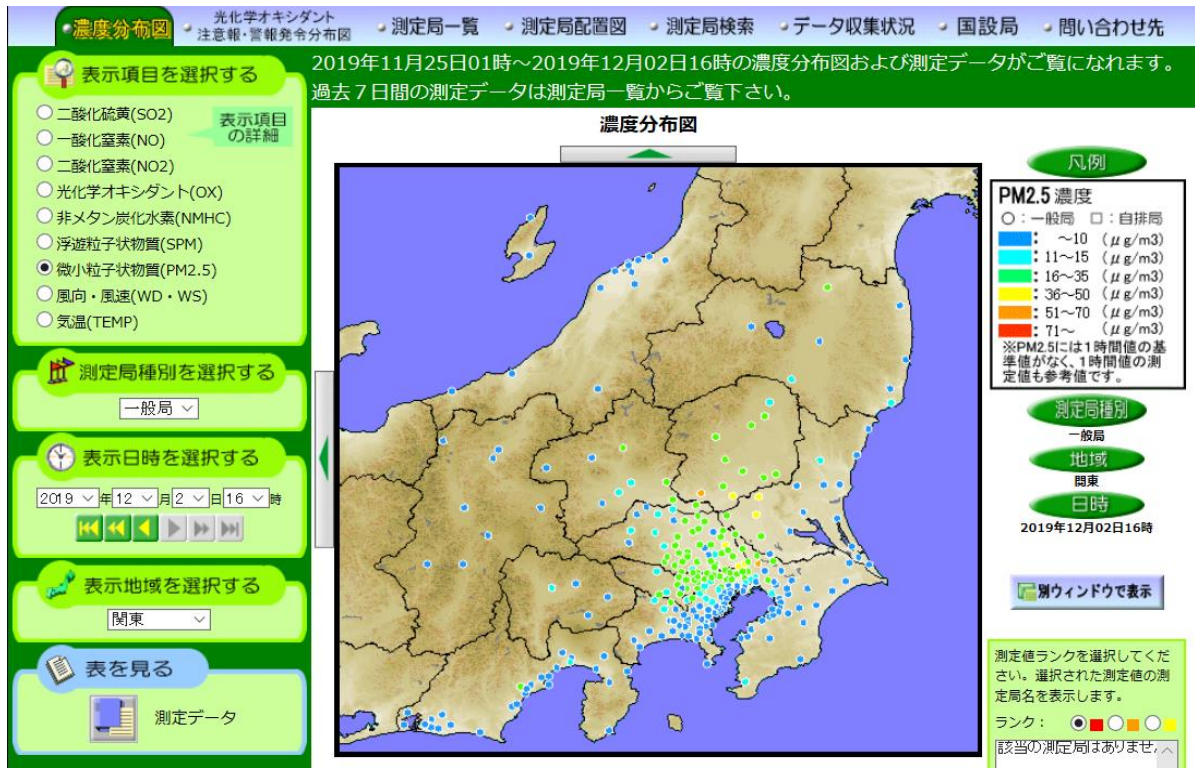 濃度分布図
光化学オキシダント
注意報・警報発令分布図
測定局一覧
測定局配置図
測定局検索
データ収集状況
国設局
問い合わせ先
表示項目を選択する
二酸化硫黄(SO2)
一酸化窒素(NO)
二酸化窒素(NO2)
光化学オキシダント(OX)
非メタン炭化水素(NMHC)
浮遊粒子状物質(SPM)
微小粒子状物質(PM2.5)
風向・風速(WD・WS)
気温(TEMP)
表示項目
の詳細
測定局種別を選択する
一般局
表示日時を選択する
2019 年 12 月 2 日 16 時
表示地域を選択する
関東
表を見る
測定データ
2019年11月25日01時～2019年12月02日16時の濃度分布図および測定データがご覧になれます。
過去７日間の測定データは測定局一覧からご覧下さい。
濃度分布図
凡例
PM2.5 濃度
○：一般局 □：自排局
： ～10 (μg/m3)
：11～15 (μg/m3)
：16～35 (μg/m3)
：36～50 (μg/m3)
：51～70 (μg/m3)
：71～ (μg/m3)
※PM2.5には1時間値の基
準値がなく、1時間値の測
定値も参考値です。
測定局種別
一般局
地域
関東
日時
2019年12月02日16時
別ウィンドウで表示
測定値ランクを選択してくだ
さい。選択された測定値の測
定局名を表示します。
ランク：
該当の測定局はありませ